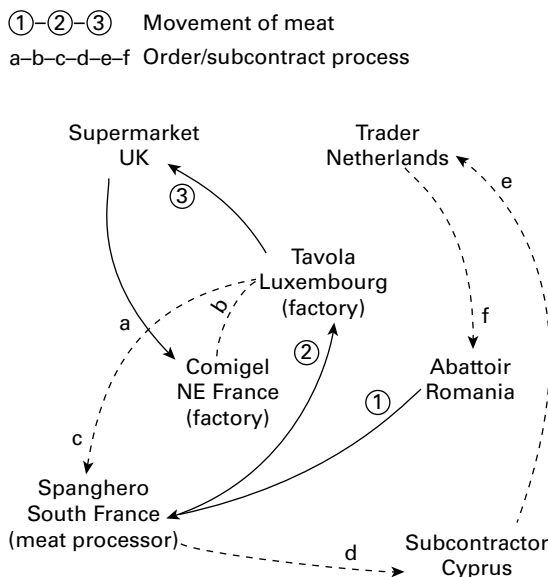 ①–②–③ Movement of meat
a–b–c–d–e–f Order/subcontract process
Supermarket
UK
Trader
Netherlands
e
③
Tavola
Luxembourg
(factory)
b
a
f
②
Comigel
NE France
(factory)
Abattoir
Romania
①
c
Spanghero
South France
(meat processor)
d
Subcontractor
Cyprus